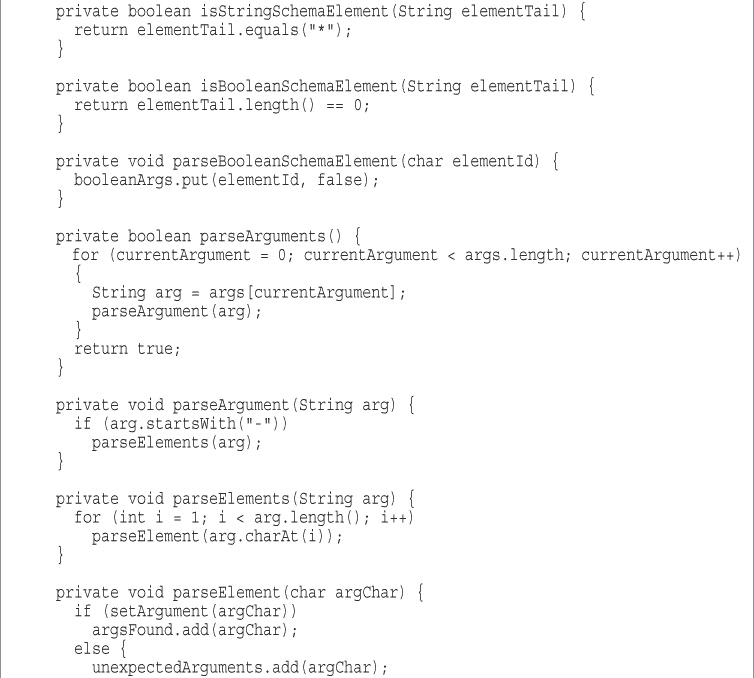 private boolean isStringSchemaElement(String elementTail) {
return elementTail.equals("*");
}
private boolean isBooleanSchemaElement(String elementTail) {
return elementTail.length() == 0;
}
private void parseBooleanSchemaElement(char elementId) {
booleanArgs.put(elementId, false);
}
private boolean parseArguments() {
for (currentArgument = 0; currentArgument < args.length; currentArgument++)
{
String arg = args[currentArgument];
parseArgument(arg);
}
return true;
}
private void parseArgument(String arg) {
if (arg.startsWith("-"))
parseElements(arg);
}
private void parseElements(String arg) {
for (int i = 1; i < arg.length(); i++)
parseElement(arg.charAt(i));
}
private void parseElement(char argChar) {
if (setArgument(argChar))
argsFound.add(argChar);
else {
unexpectedArguments.add(argChar);